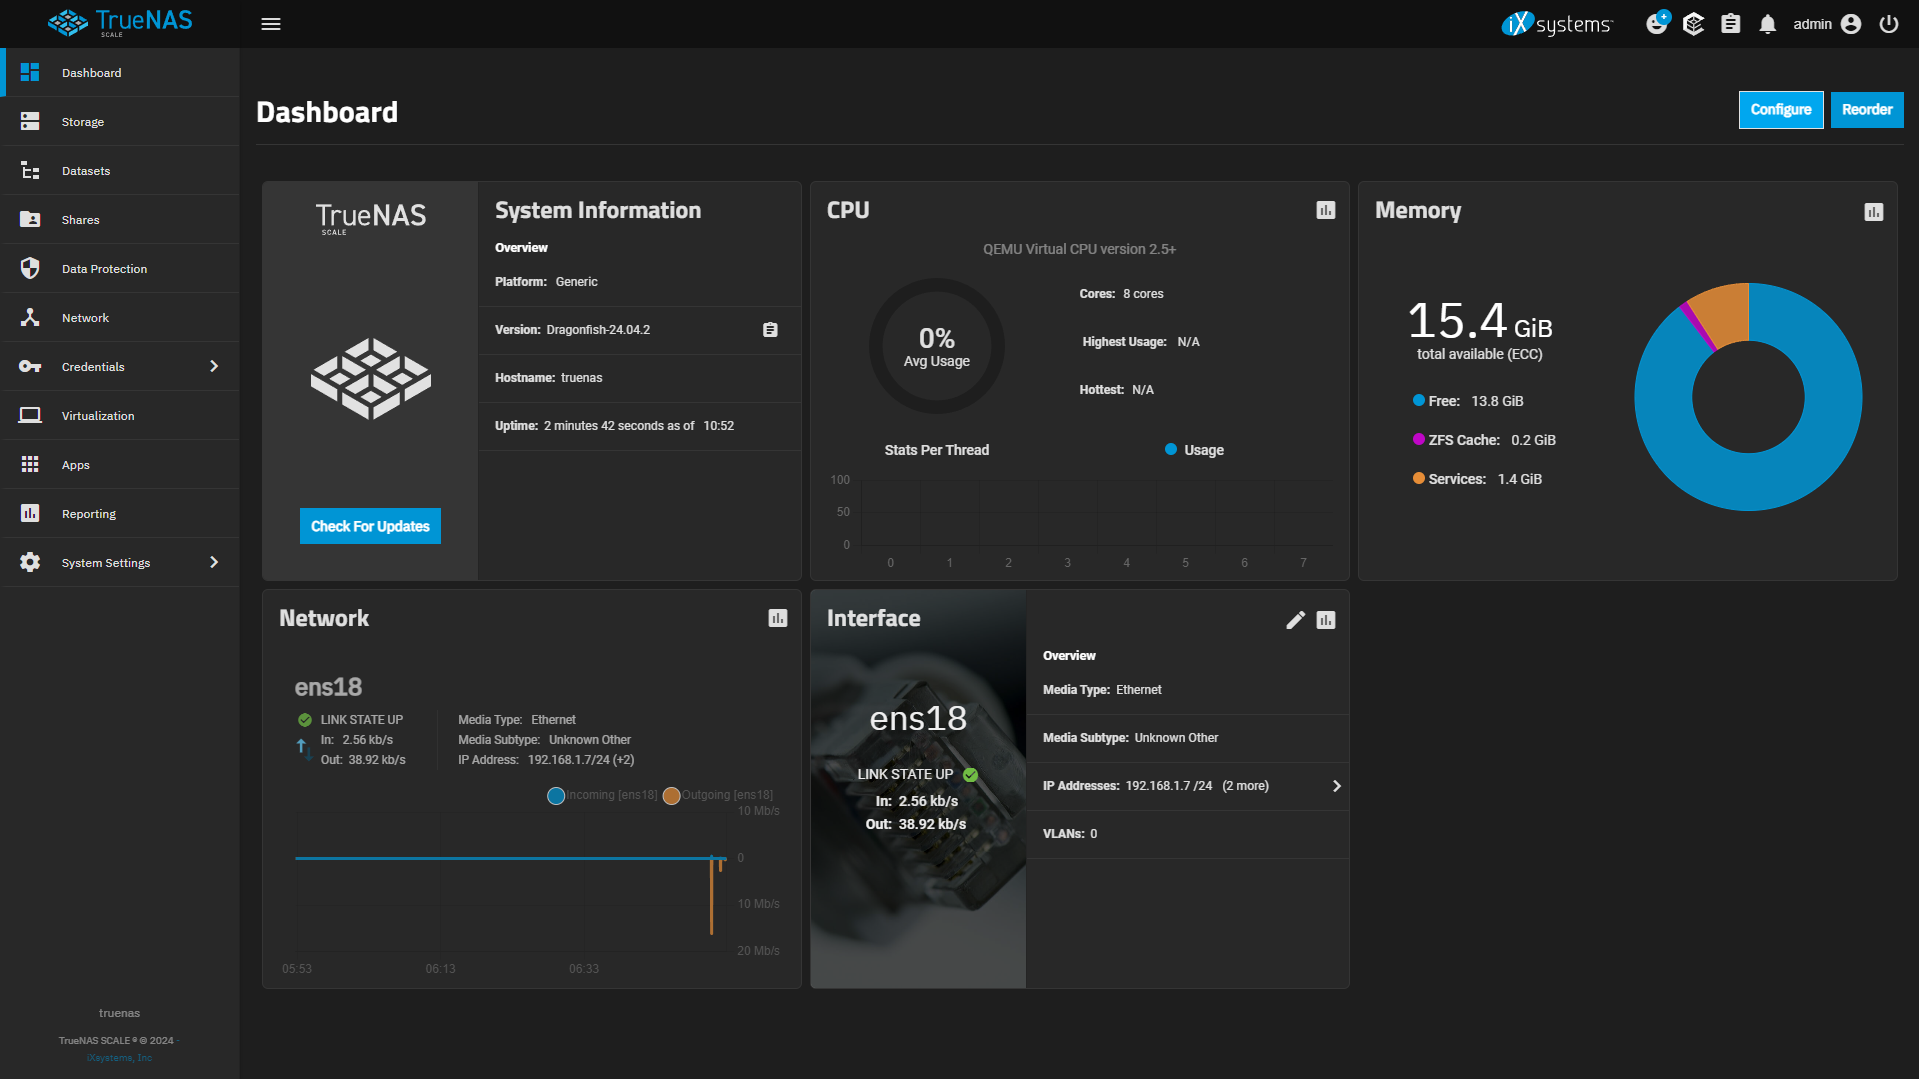 TrueNAS
SCALE
iXsystems
admin
Dashboard
Storage
Datasets
Shares
Data Protection
Network
Credentials
Virtualization
Apps
Reporting
System Settings
truenas
TrueNAS SCALE ® © 2024 -
iXsystems, Inc
Dashboard
Configure
Reorder
TrueNAS
SCALE
Check For Updates
System Information
Overview
Platform: Generic
Version: Dragonfish-24.04.2
Hostname: truenas
Uptime: 2 minutes 42 seconds as of 10:52
CPU
QEMU Virtual CPU version 2.5+
0%
Avg Usage
Cores: 8 cores
Highest Usage: N/A
Hottest: N/A
Stats Per Thread
Usage
100
50
0
0 1 2 3 4 5 6 7
Memory
15.4 GiB
total available (ECC)
Free: 13.8 GiB
ZFS Cache: 0.2 GiB
Services: 1.4 GiB
Network
ens18
LINK STATE UP
In: 2.56 kb/s
Out: 38.92 kb/s
Media Type: Ethernet
Media Subtype: Unknown Other
IP Address: 192.168.1.7/24 (+2)
Incoming [ens18] Outgoing [ens18]
10 Mb/s
0
10 Mb/s
20 Mb/s
05:53 06:13 06:33
Interface
ens18
LINK STATE UP
In: 2.56 kb/s
Out: 38.92 kb/s
Overview
Media Type: Ethernet
Media Subtype: Unknown Other
IP Addresses: 192.168.1.7 /24 (2 more)
VLANs: 0